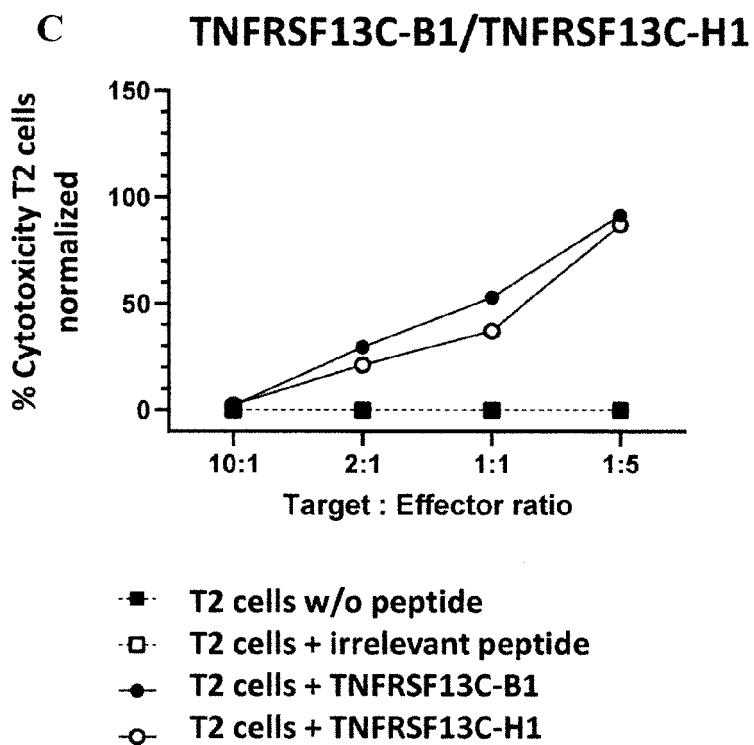 C TNFRSF13C-B1/TNFRSF13C-H1
% Cytotoxicity T2 cells
normalized
150
100
50
0
10:1 2:1 1:1 1:5
Target : Effector ratio
T2 cells w/o peptide
T2 cells + irrelevant peptide
T2 cells + TNFRSF13C-B1
T2 cells + TNFRSF13C-H1